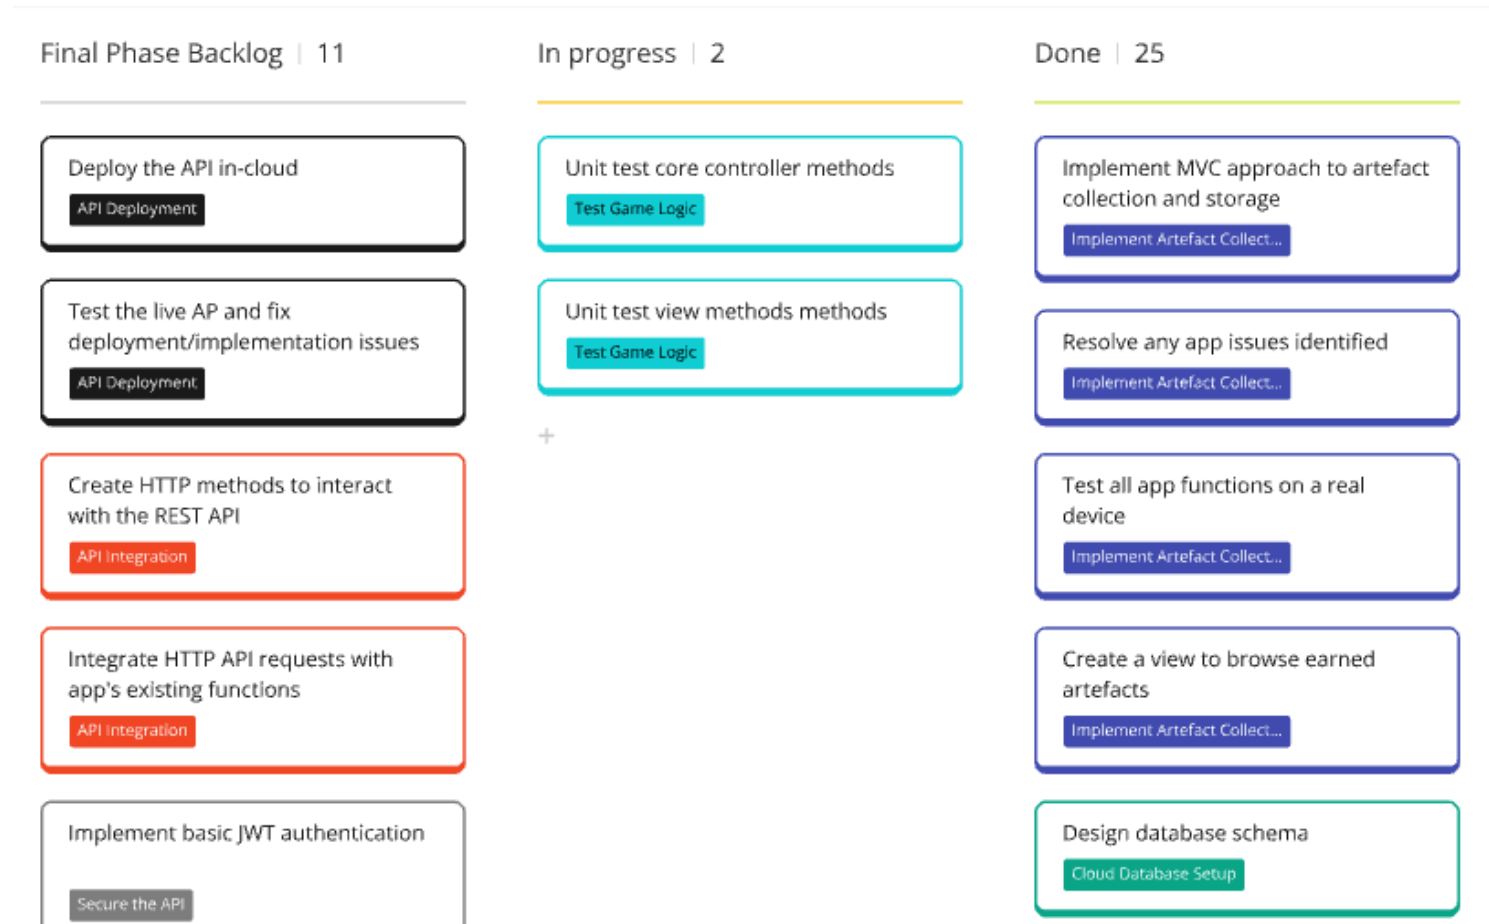 Final Phase Backlog | 11
Deploy the API in-cloud
API Deployment
Test the live AP and fix
deployment/implementation issues
API Deployment
Create HTTP methods to interact
with the REST API
API Integration
Integrate HTTP API requests with
app's existing functions
API Integration
Implement basic JWT authentication
Secure the API
In progress | 2
Unit test core controller methods
Test Game Logic
Unit test view methods methods
Test Game Logic
+
Done | 25
Implement MVC approach to artefact
collection and storage
Implement Artefact Collect...
Resolve any app issues identified
Implement Artefact Collect...
Test all app functions on a real
device
Implement Artefact Collect...
Create a view to browse earned
artefacts
Implement Artefact Collect...
Design database schema
Cloud Database Setup